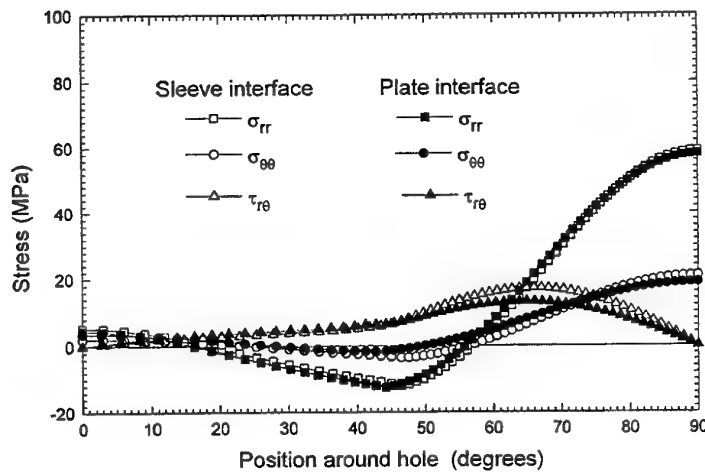 100
80
60
40
20
0
-20
Stress (MPa)
Sleeve interface
σrr
σθθ
τrθ
Plate interface
σrr
σθθ
τrθ
0 10 20 30 40 50 60 70 80 90
Position around hole (degrees)